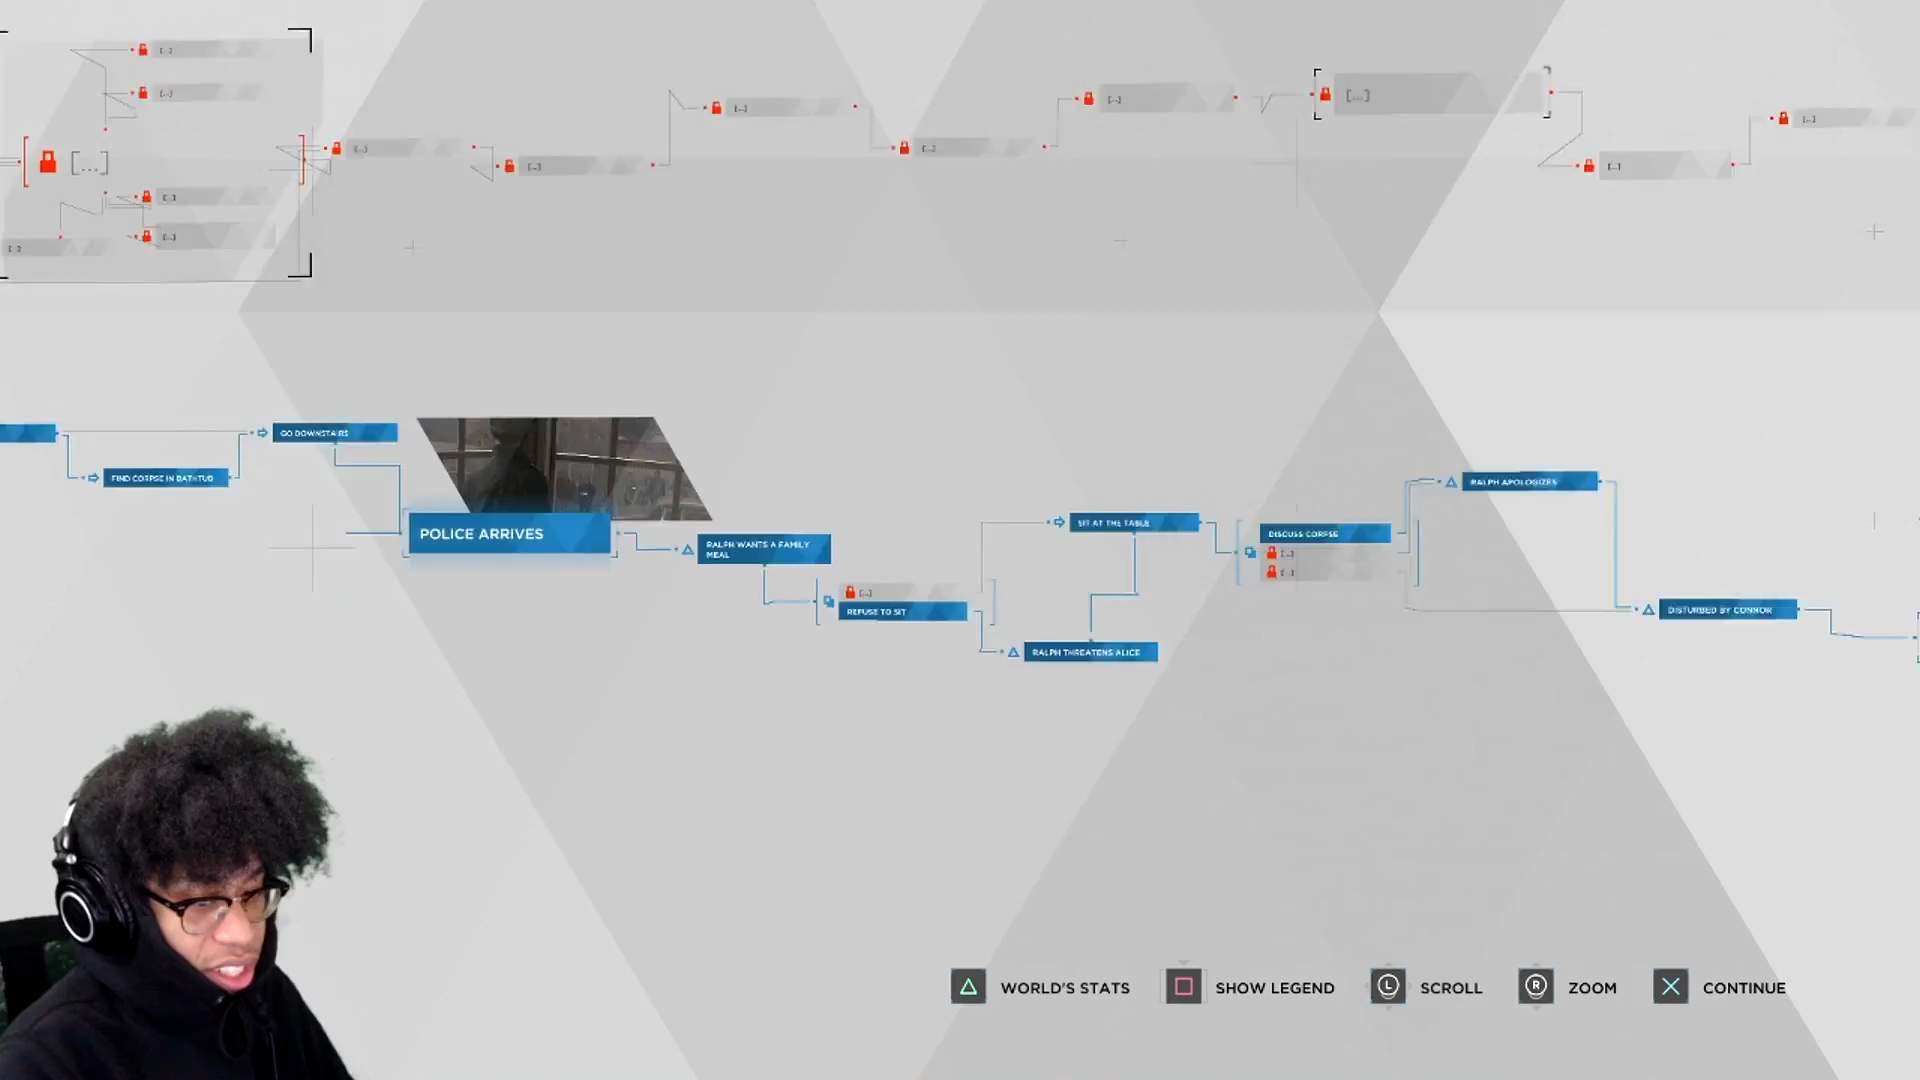 [...]
[...]
[...]
[...]
[...]
[...]
[...]
[...]
[...]
[...]
[...]
[...]
[...]
[...]
GO DOWNSTAIRS
FIND CORPSE IN BATHTUB
POLICE ARRIVES
RALPH WANTS A FAMILY
MEAL
[...]
REFUSE TO SIT
SIT AT THE TABLE
RALPH THREATENS ALICE
DISCUSS CORPSE
[...]
[...]
RALPH APOLOGIZES
DISTURBED BY CONNOR
WORLD'S STATS
SHOW LEGEND
L SCROLL
R ZOOM
CONTINUE